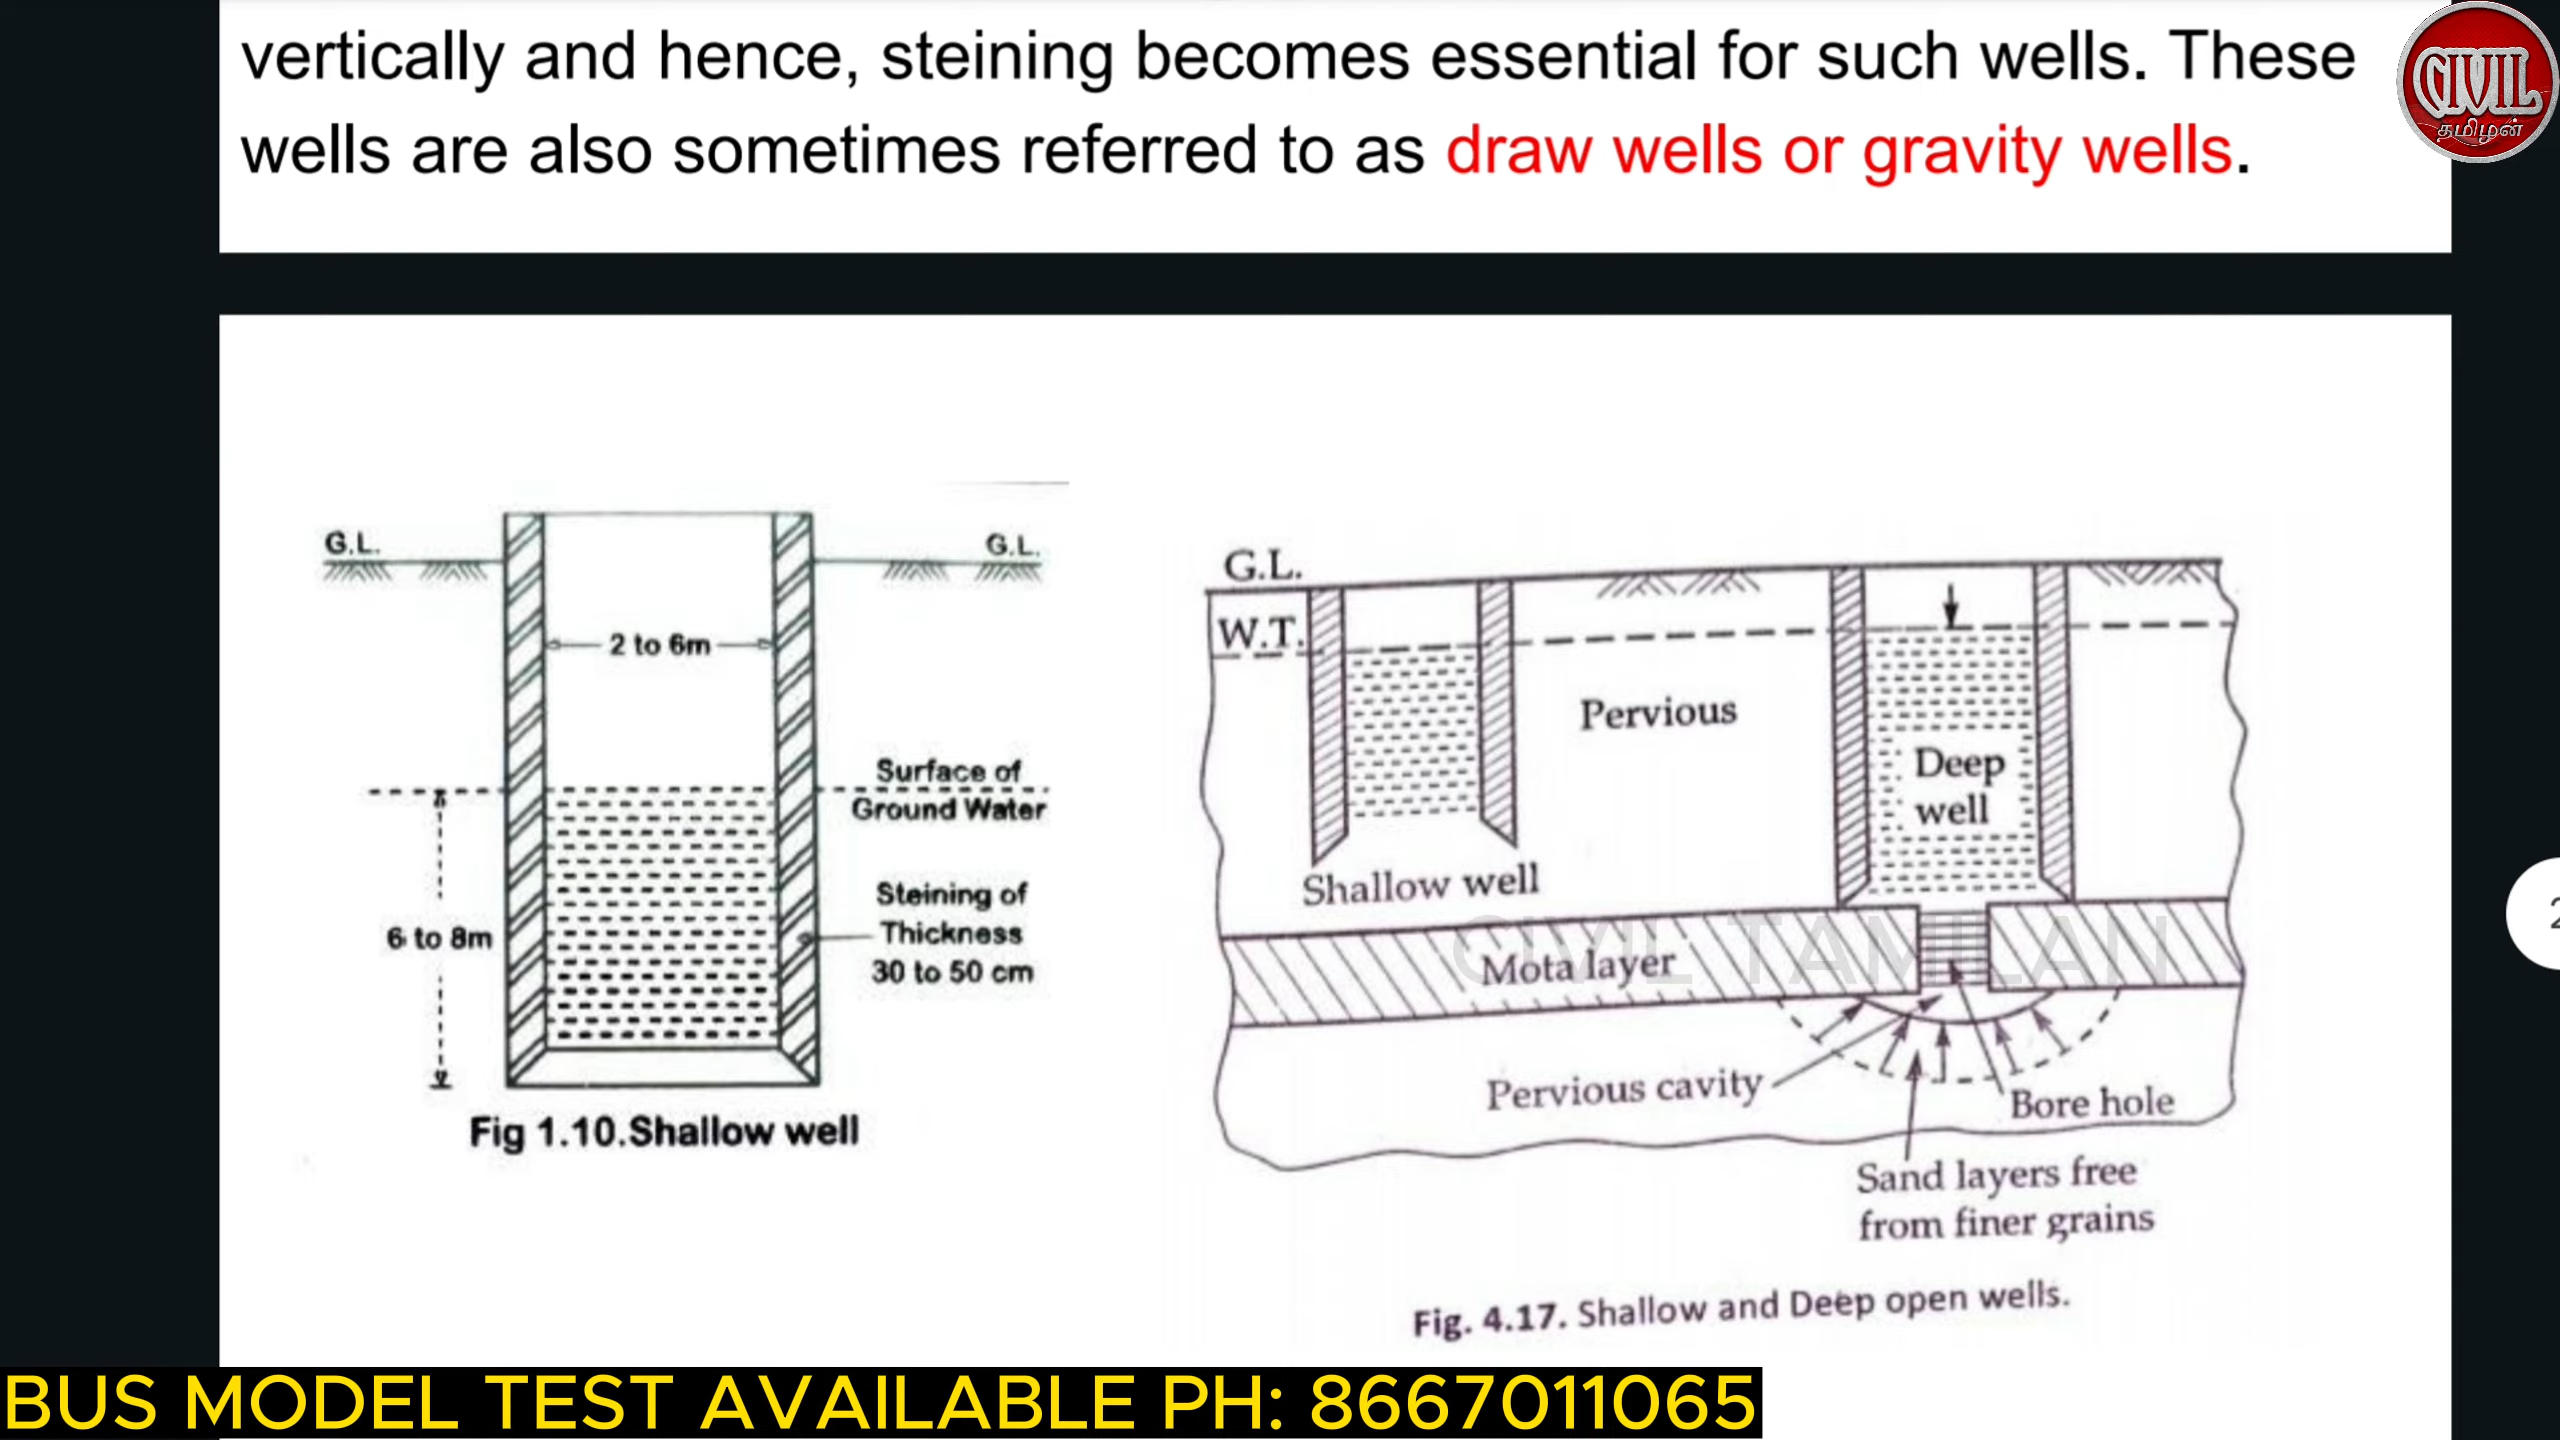 vertically and hence, steining becomes essential for such wells. These
wells are also sometimes referred to as draw wells or gravity wells.
CIVIL
தமிழன்
G.L.
G.L.
2 to 6m
Surface of
Ground Water
Steining of
Thickness
30 to 50 cm
6 to 8m
Fig 1.10.Shallow well
G.L.
W.T.
Pervious
Deep
well
Shallow well
CIVIL TAMILAN
Mota layer
Pervious cavity
Bore hole
Sand layers free
from finer grains
Fig. 4.17. Shallow and Deep open wells.
2
BUS MODEL TEST AVAILABLE PH: 8667011065